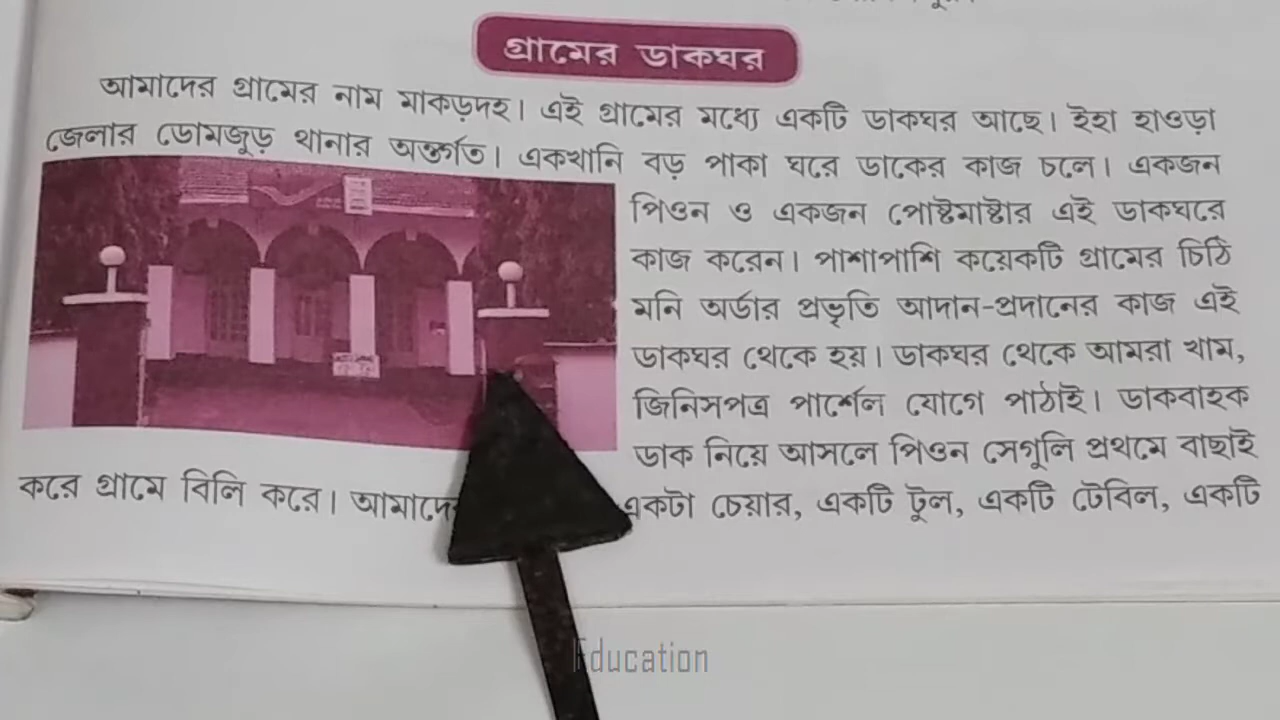 গ্রামের ডাকঘর
আমাদের গ্রামের নাম মাকড়দহ। এই গ্রামের মধ্যে একটি ডাকঘর আছে। ইহা হাওড়া
জেলার ডোমজুড় থানার অন্তর্গত। একখানি বড় পাকা ঘরে ডাকের কাজ চলে। একজন
পিওন ও একজন পোষ্টমাষ্টার এই ডাকঘরে
কাজ করেন। পাশাপাশি কয়েকটি গ্রামের চিঠি
মনি অর্ডার প্রভৃতি আদান-প্রদানের কাজ এই
ডাকঘর থেকে হয়। ডাকঘর থেকে আমরা খাম,
জিনিসপত্র পার্শেল যোগে পাঠাই। ডাকবাহক
ডাক নিয়ে আসলে পিওন সেগুলি প্রথমে বাছাই
করে গ্রামে বিলি করে। একটা চেয়ার, একটি টুল, একটি টেবিল, একটি
Education